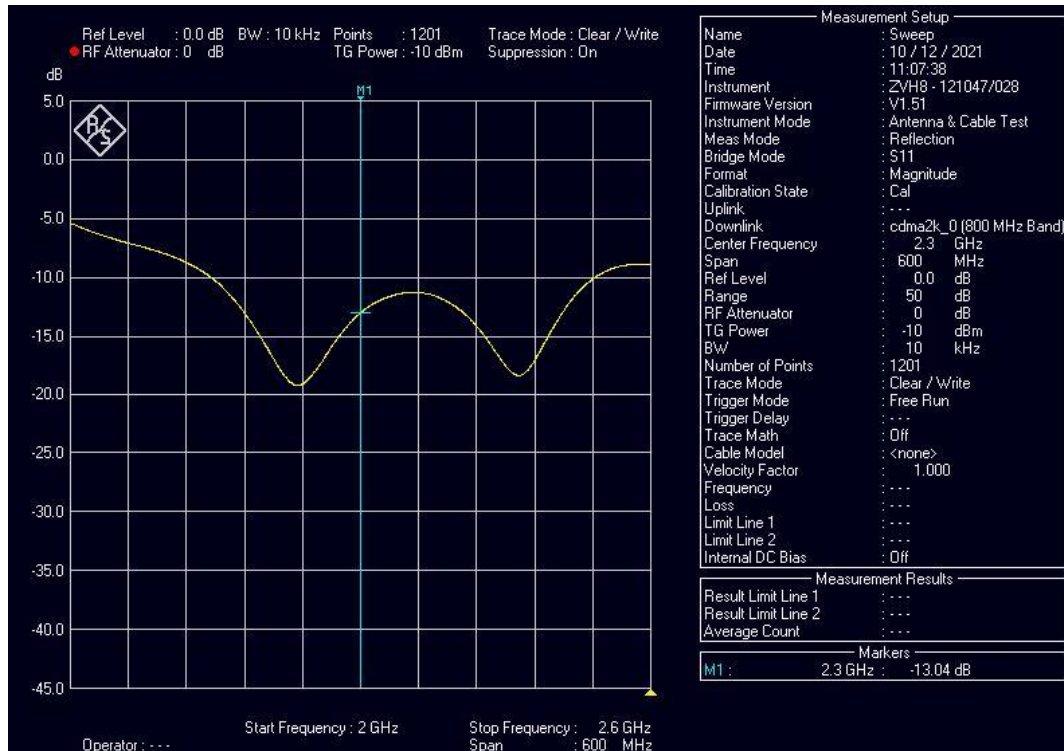 Ref Level : 0.0 dB BW : 10 kHz Points : 1201 Trace Mode : Clear / Write
RF Attenuator : 0 dB TG Power : -10 dBm Suppression : On
dB
M1
5.0
R&S
0.0
-5.0
-10.0
-15.0
-20.0
-25.0
-30.0
-35.0
-40.0
-45.0
Start Frequency : 2 GHz Stop Frequency : 2.6 GHz
Operator : - - - Span : 600 MHz
Measurement Setup
Name : Sweep
Date : 10 / 12 / 2021
Time : 11:07:38
Instrument : ZVH8 - 121047/028
Firmware Version : V1.51
Instrument Mode : Antenna & Cable Test
Meas Mode : Reflection
Bridge Mode : S11
Format : Magnitude
Calibration State : Cal
Uplink : - - -
Downlink : cdma2k_0 (800 MHz Band)
Center Frequency : 2.3 GHz
Span : 600 MHz
Ref Level : 0.0 dB
Range : 50 dB
RF Attenuator : 0 dB
TG Power : -10 dBm
BW : 10 kHz
Number of Points : 1201
Trace Mode : Clear / Write
Trigger Mode : Free Run
Trigger Delay : - - -
Trace Math : Off
Cable Model : <none>
Velocity Factor : 1.000
Frequency : - - -
Loss : - - -
Limit Line 1 : - - -
Limit Line 2 : - - -
Internal DC Bias : Off
Measurement Results
Result Limit Line 1 : - - -
Result Limit Line 2 : - - -
Average Count : - - -
Markers
M1 : 2.3 GHz : -13.04 dB